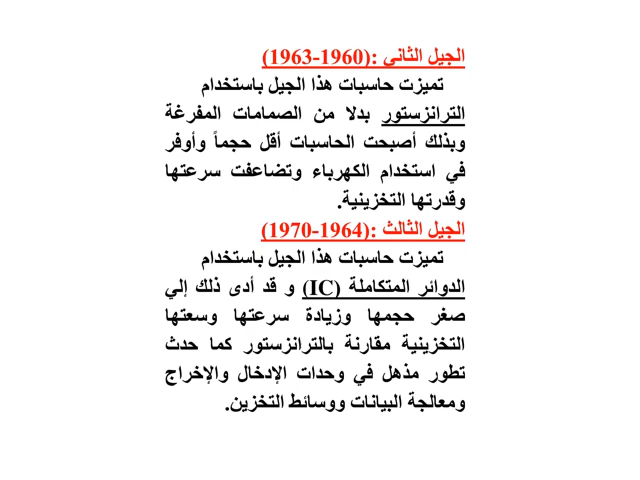 الجيل الثاني :(1960-1963)
تميزت حاسبات هذا الجيل باستخدام
الترانزستور بدلا من الصمامات المفرغة
وبذلك أصبحت الحاسبات أقل حجماً وأوفر
في استخدام الكهرباء وتضاعفت سرعتها
وقدرتها التخزينية.
الجيل الثالث :(1964-1970)
تميزت حاسبات هذا الجيل باستخدام
الدوائر المتكاملة (IC) و قد أدى ذلك إلي
صغر حجمها وزيادة سرعتها وسعتها
التخزينية مقارنة بالترانزستور كما حدث
تطور مذهل في وحدات الإدخال والإخراج
ومعالجة البيانات ووسائط التخزين.